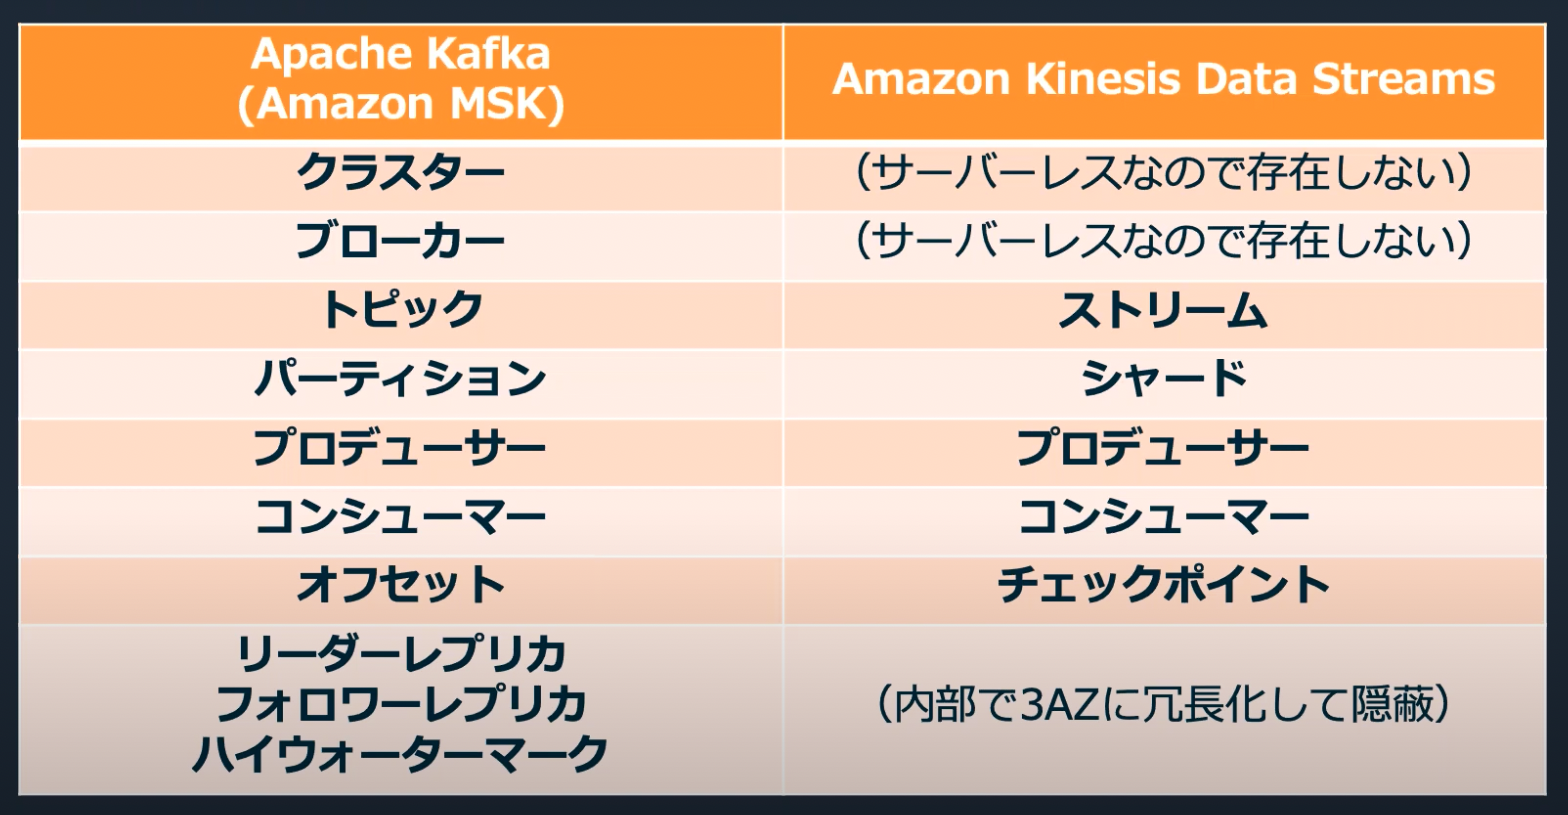 Apache Kafka
(Amazon MSK)
Amazon Kinesis Data Streams
クラスター
（サーバーレスなので存在しない）
ブローカー
（サーバーレスなので存在しない）
トピック
ストリーム
パーティション
シャード
プロデューサー
プロデューサー
コンシューマー
コンシューマー
オフセット
チェックポイント
リーダーレプリカ
フォロワーレプリカ
ハイウォーターマーク
（内部で3AZに冗長化して隠蔽）